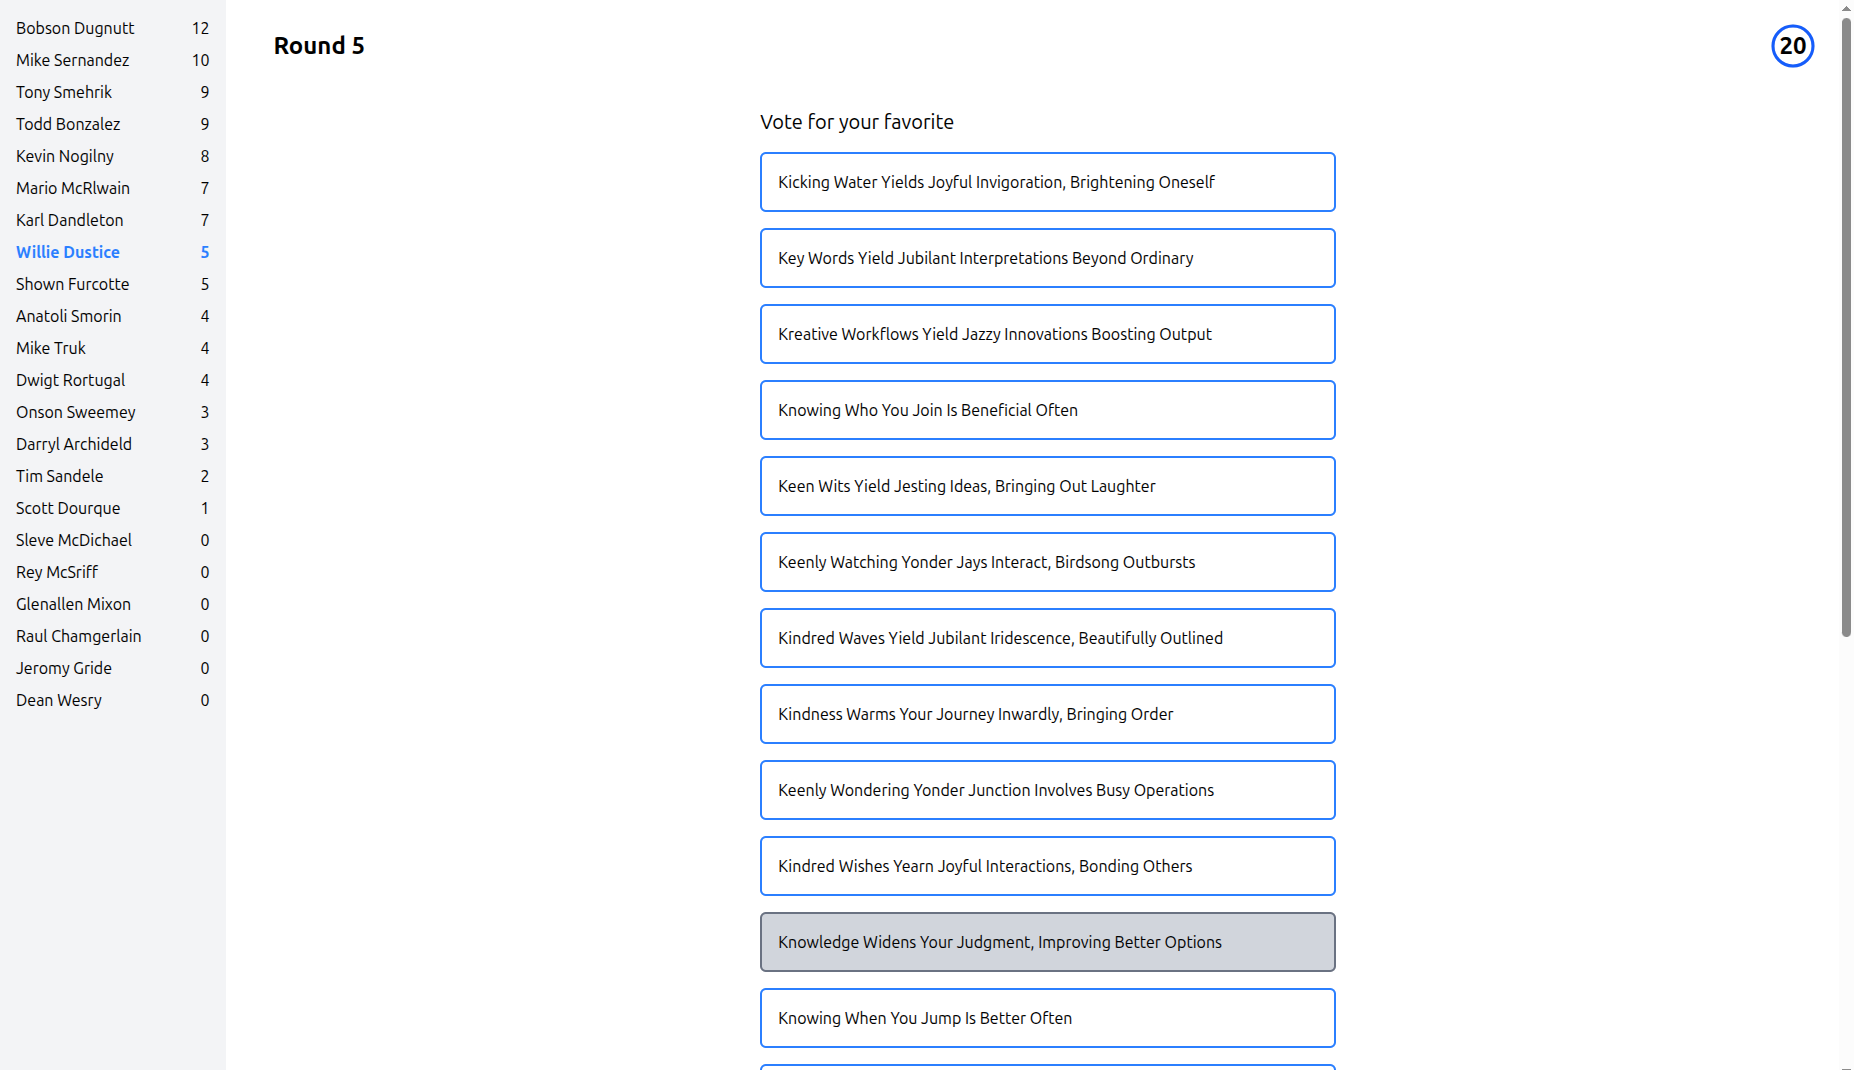 Bobson Dugnutt 12
Mike Sernandez 10
Tony Smehrik 9
Todd Bonzalez 9
Kevin Nogilny 8
Mario McRlwain 7
Karl Dandleton 7
Willie Dustice 5
Shown Furcotte 5
Anatoli Smorin 4
Mike Truk 4
Dwigt Rortugal 4
Onson Sweemey 3
Darryl Archideld 3
Tim Sandele 2
Scott Dourque 1
Sleve McDichael 0
Rey McSriff 0
Glenallen Mixon 0
Raul Chamgerlain 0
Jeromy Gride 0
Dean Wesry 0
Round 5
20
Vote for your favorite
Kicking Water Yields Joyful Invigoration, Brightening Oneself
Key Words Yield Jubilant Interpretations Beyond Ordinary
Kreative Workflows Yield Jazzy Innovations Boosting Output
Knowing Who You Join Is Beneficial Often
Keen Wits Yield Jesting Ideas, Bringing Out Laughter
Keenly Watching Yonder Jays Interact, Birdsong Outbursts
Kindred Waves Yield Jubilant Iridescence, Beautifully Outlined
Kindness Warms Your Journey Inwardly, Bringing Order
Keenly Wondering Yonder Junction Involves Busy Operations
Kindred Wishes Yearn Joyful Interactions, Bonding Others
Knowledge Widens Your Judgment, Improving Better Options
Knowing When You Jump Is Better Often